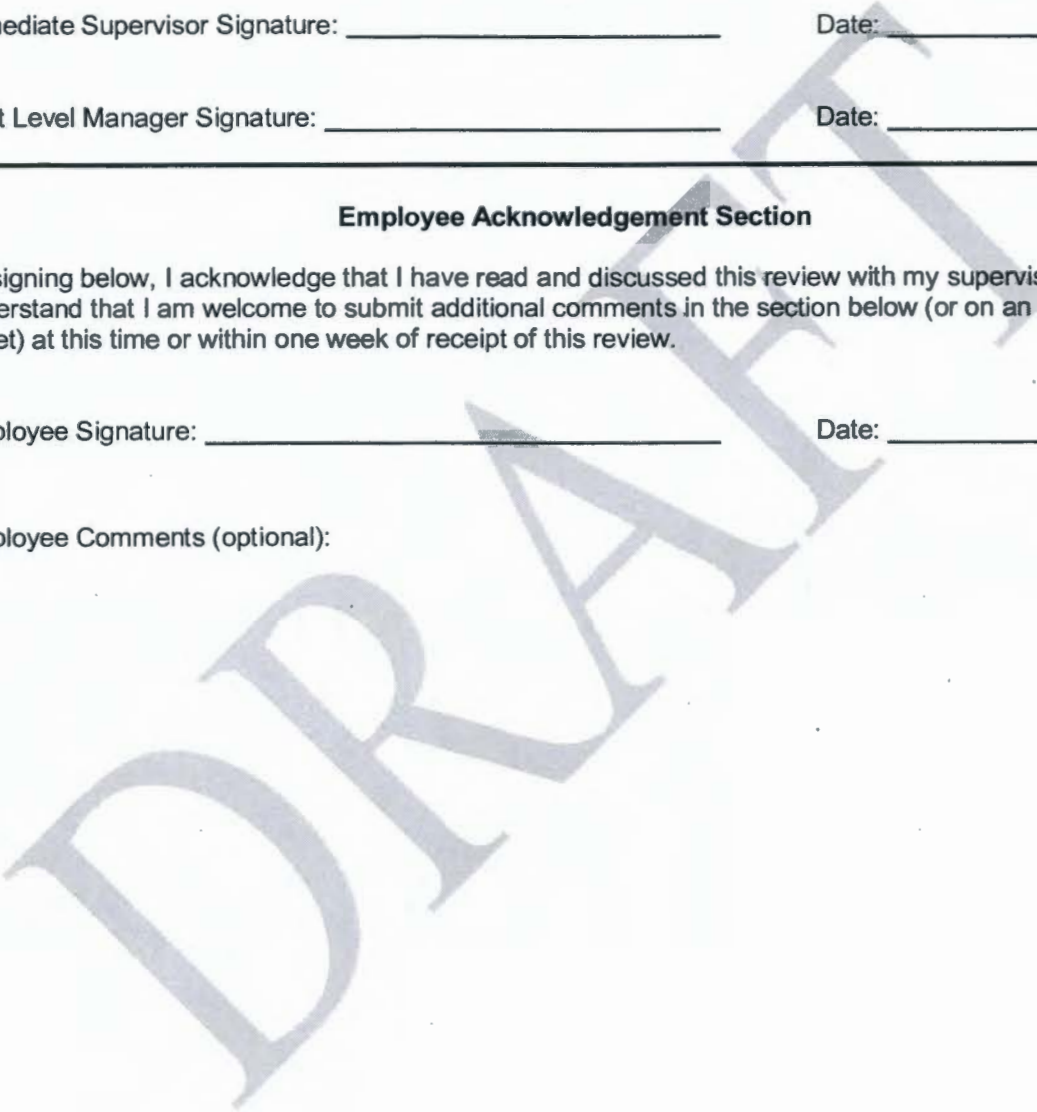 mediate Supervisor Signature: Date:
t Level Manager Signature: Date:
Employee Acknowledgement Section
signing below, I acknowledge that I have read and discussed this review with my supervis
erstand that I am welcome to submit additional comments in the section below (or on an
et) at this time or within one week of receipt of this review.
ployee Signature: Date:
ployee Comments (optional):
DRAFT